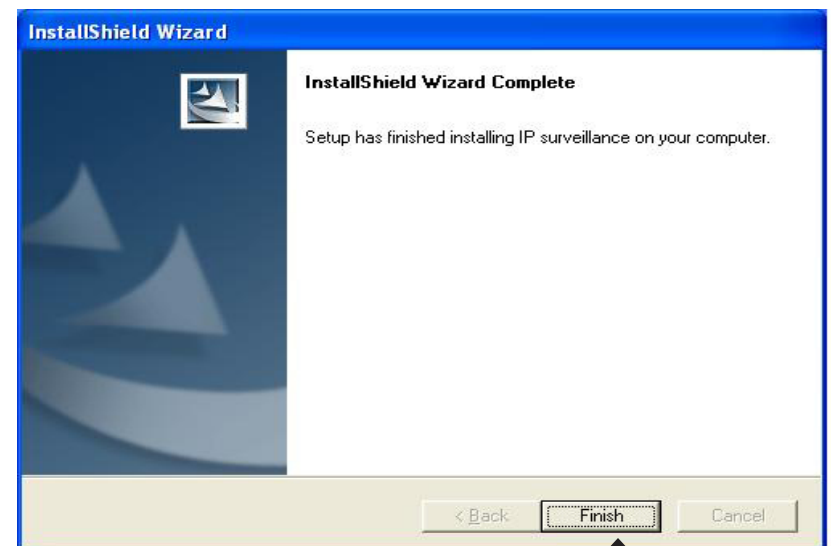 InstallShield Wizard
InstallShield Wizard Complete
Setup has finished installing IP surveillance on your computer.
< Back Finish Cancel